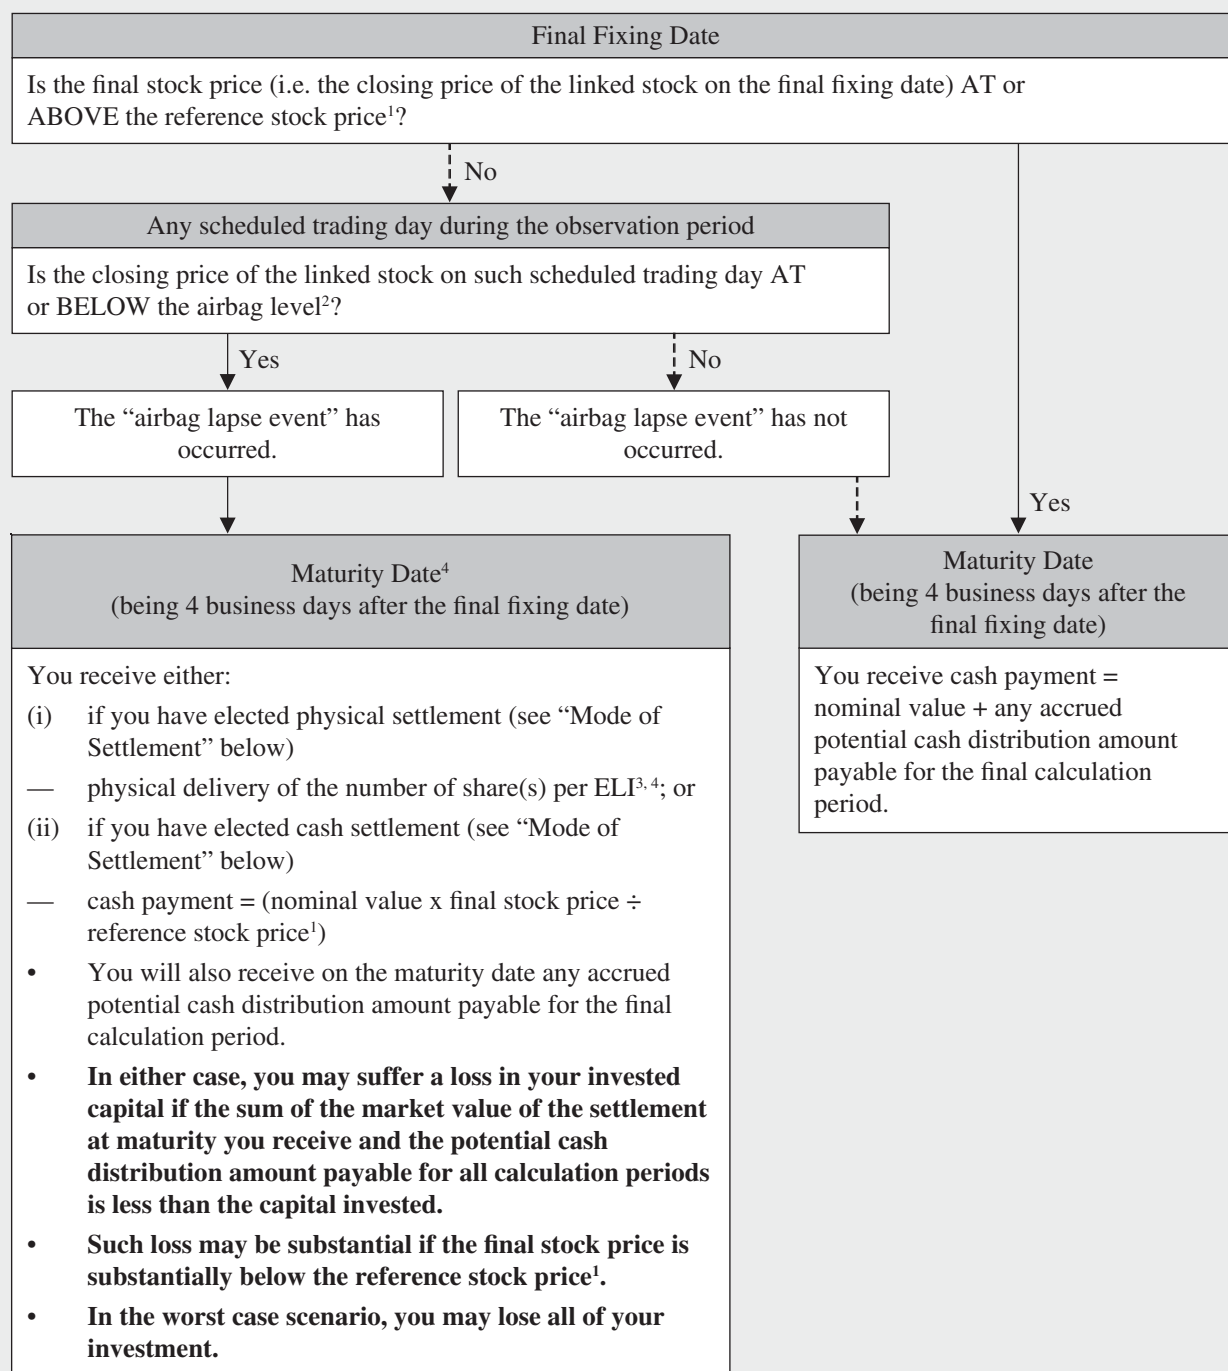 Final Fixing Date
Is the final stock price (i.e. the closing price of the linked stock on the final fixing date) AT or
ABOVE the reference stock price¹?
No
Any scheduled trading day during the observation period
Is the closing price of the linked stock on such scheduled trading day AT
or BELOW the airbag level²?
Yes
No
The “airbag lapse event” has
occurred.
The “airbag lapse event” has not
occurred.
Yes
Maturity Date⁴
(being 4 business days after the final fixing date)
You receive either:
(i) if you have elected physical settlement (see “Mode of
Settlement” below)
— physical delivery of the number of share(s) per ELI³,⁴; or
(ii) if you have elected cash settlement (see “Mode of
Settlement” below)
— cash payment = (nominal value x final stock price ÷
reference stock price¹)
• You will also receive on the maturity date any accrued
potential cash distribution amount payable for the final
calculation period.
• In either case, you may suffer a loss in your invested
capital if the sum of the market value of the settlement
at maturity you receive and the potential cash
distribution amount payable for all calculation periods
is less than the capital invested.
• Such loss may be substantial if the final stock price is
substantially below the reference stock price¹.
• In the worst case scenario, you may lose all of your
investment.
Maturity Date
(being 4 business days after the
final fixing date)
You receive cash payment =
nominal value + any accrued
potential cash distribution amount
payable for the final calculation
period.